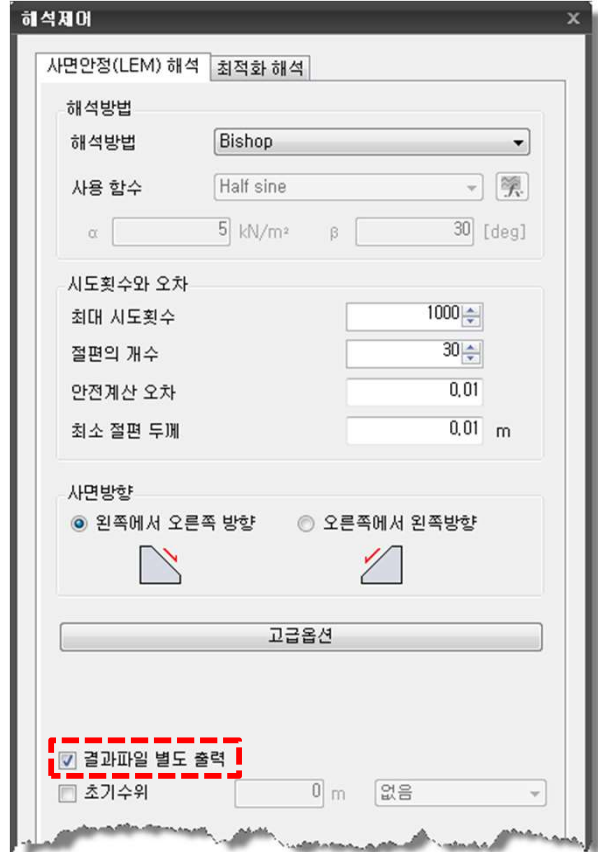 해석제어
사면안정(LEM) 해석 최적화 해석
해석방법
해석방법 Bishop
사용 함수 Half sine
α 5 kN/m² β 30 [deg]
시도횟수와 오차
최대 시도횟수 1000
절편의 개수 30
안전계산 오차 0.01
최소 절편 두께 0.01 m
사면방향
왼쪽에서 오른쪽 방향 오른쪽에서 왼쪽방향
고급옵션
결과파일 별도 출력
초기수위 0 m 없음